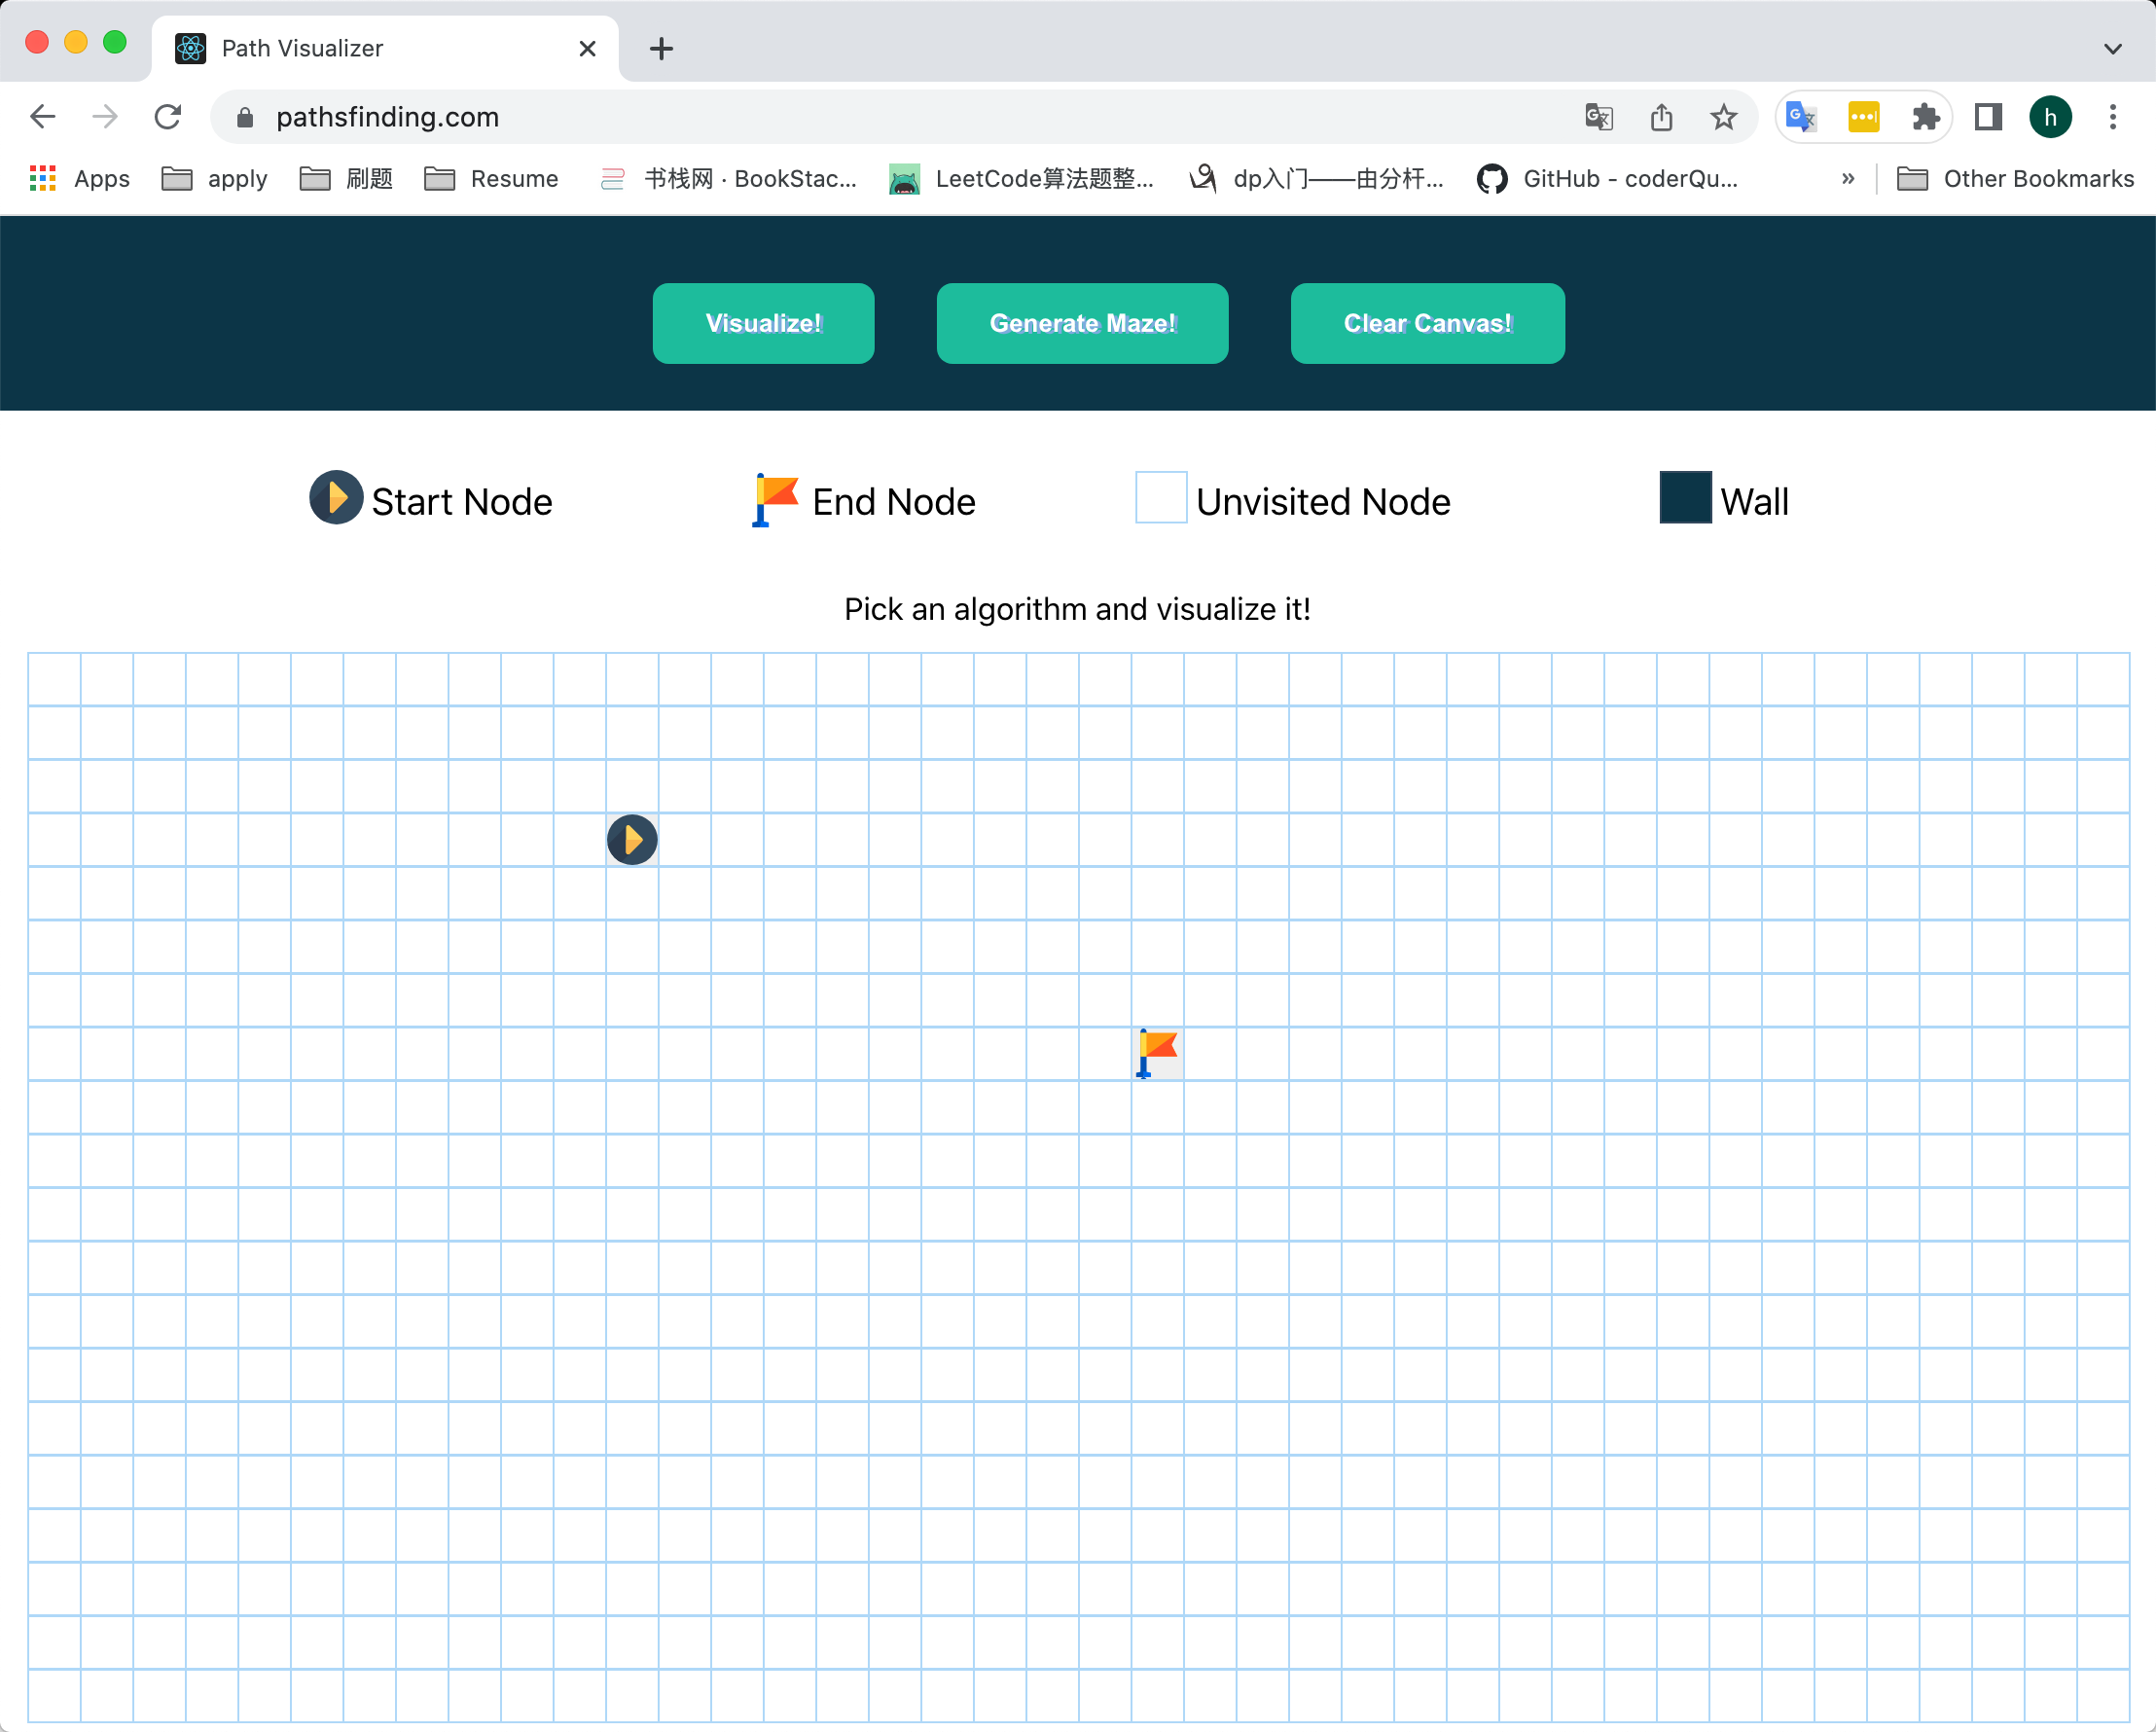 Path Visualizer
pathsfinding.com
h
Apps
apply
刷题
Resume
书栈网 · BookStac...
LeetCode算法题整...
dp入门——由分杆...
GitHub - coderQu...
»
Other Bookmarks
Visualize!
Generate Maze!
Clear Canvas!
Start Node
End Node
Unvisited Node
Wall
Pick an algorithm and visualize it!